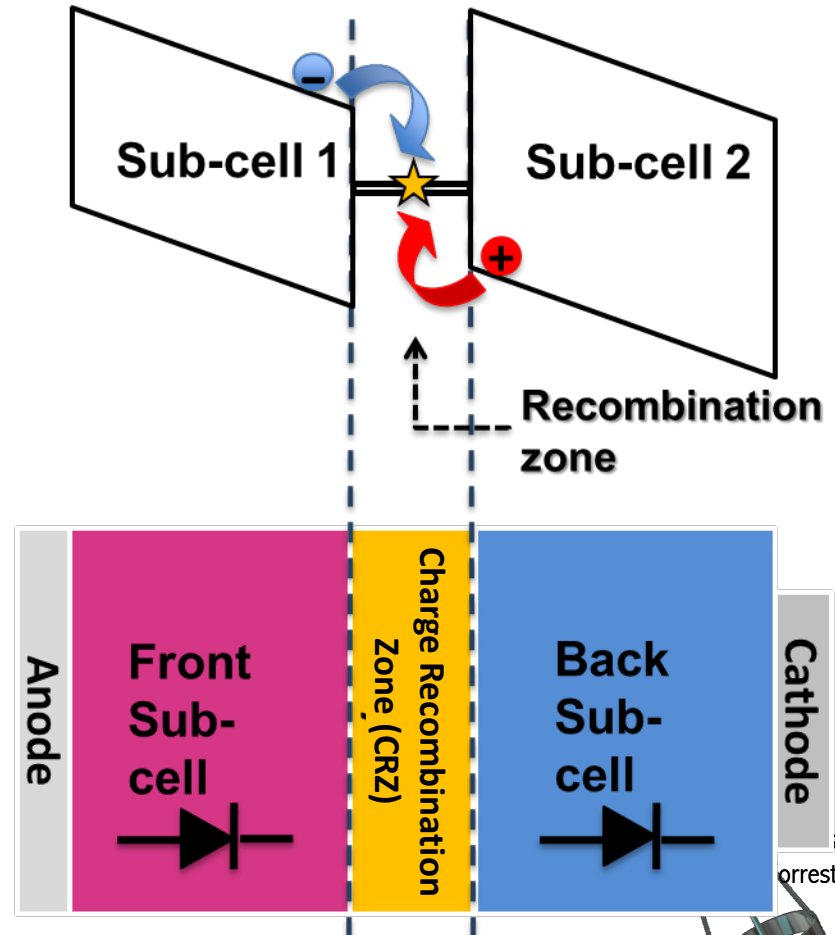 −
Sub-cell 1
Sub-cell 2
+
Recombination
zone
Anode
Front
Sub-
cell
Charge Recombination
Zone (CRZ)
Back
Sub-
cell
Cathode
orrest